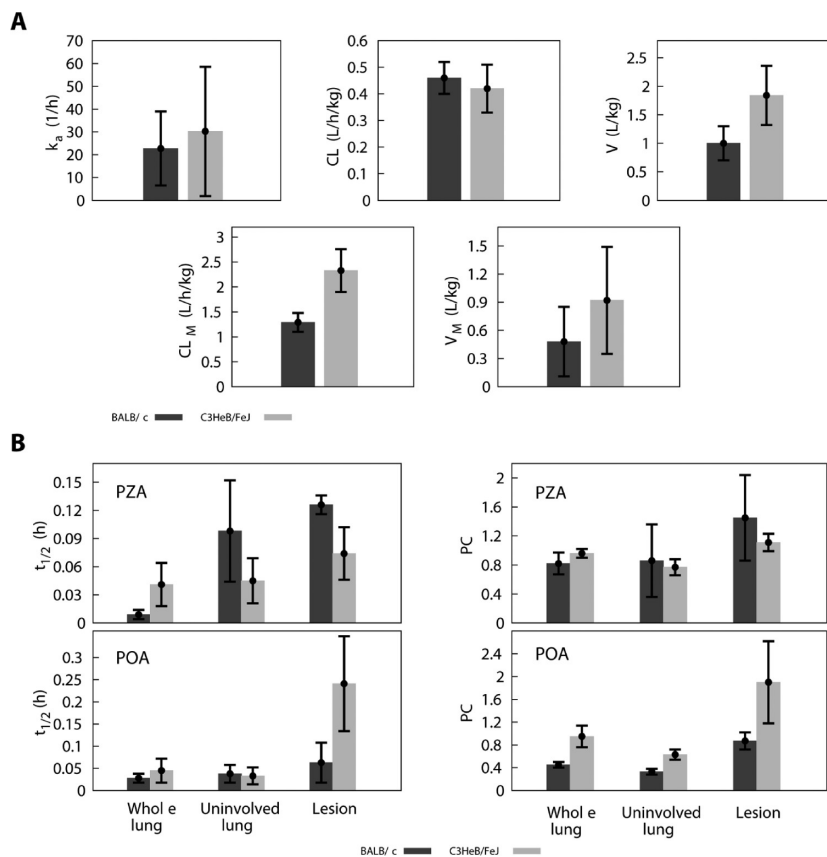 A
70
60
50
40
30
20
10
0
kₐ (1/h)
0.6
0.5
0.4
0.3
0.2
0.1
0
CL (L/h/kg)
2.5
2
1.5
1
0.5
0
V (L/kg)
3
2.5
2
1.5
1
0.5
0
CL M (L/h/kg)
1.5
1.2
0.9
0.6
0.3
0
V_M (L/kg)
BALB/ c C3HeB/FeJ
B
PZA
0.15
0.12
0.09
0.06
0.03
0
t1/2 (h)
PZA
2
1.6
1.2
0.8
0.4
0
PC
POA
0.3
0.25
0.2
0.15
0.1
0.05
0
t1/2 (h)
Whol e lung
Uninvolved lung
Lesion
POA
2.4
2
1.6
1.2
0.8
0.4
0
PC
Whol e lung
Uninvolved lung
Lesion
BALB/ c C3HeB/FeJ